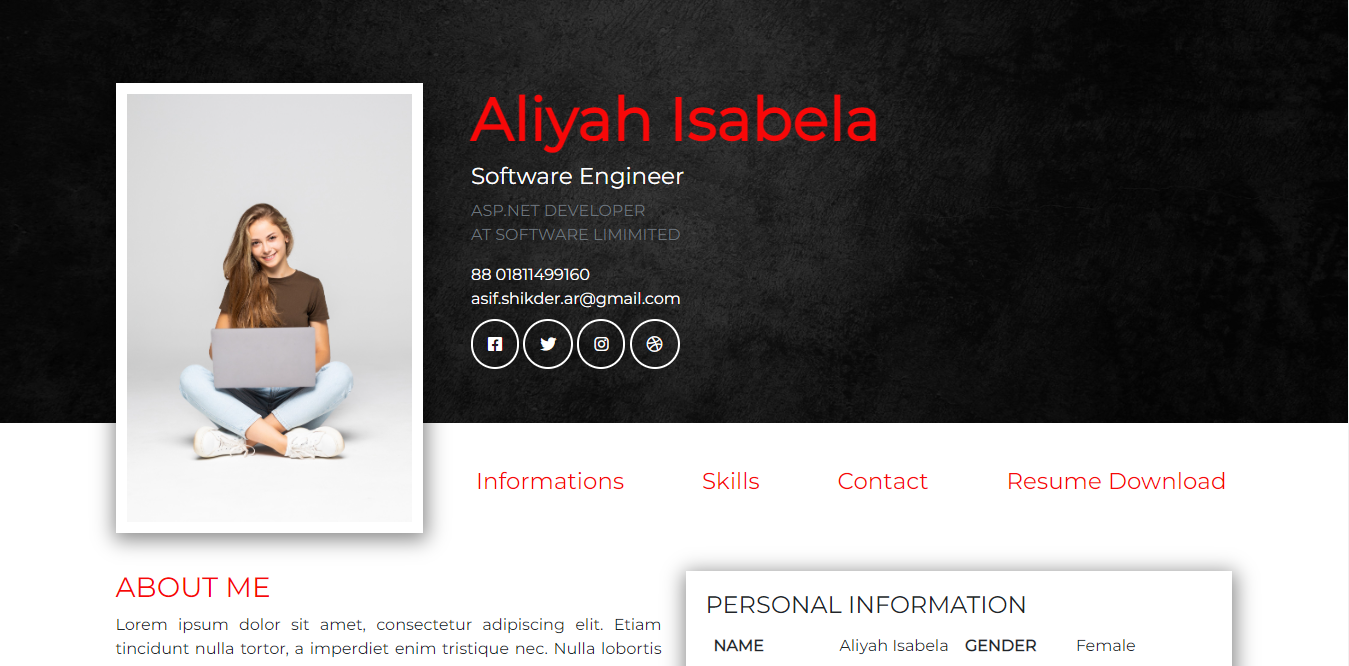 Aliyah Isabela
Software Engineer
ASP.NET DEVELOPER
AT SOFTWARE LIMIMITED
88 01811499160
asif.shikder.ar@gmail.com
Informations Skills Contact Resume Download
ABOUT ME
Lorem ipsum dolor sit amet, consectetur adipiscing elit. Etiam
tincidunt nulla tortor, a imperdiet enim tristique nec. Nulla lobortis
PERSONAL INFORMATION
NAME Aliyah Isabela GENDER Female